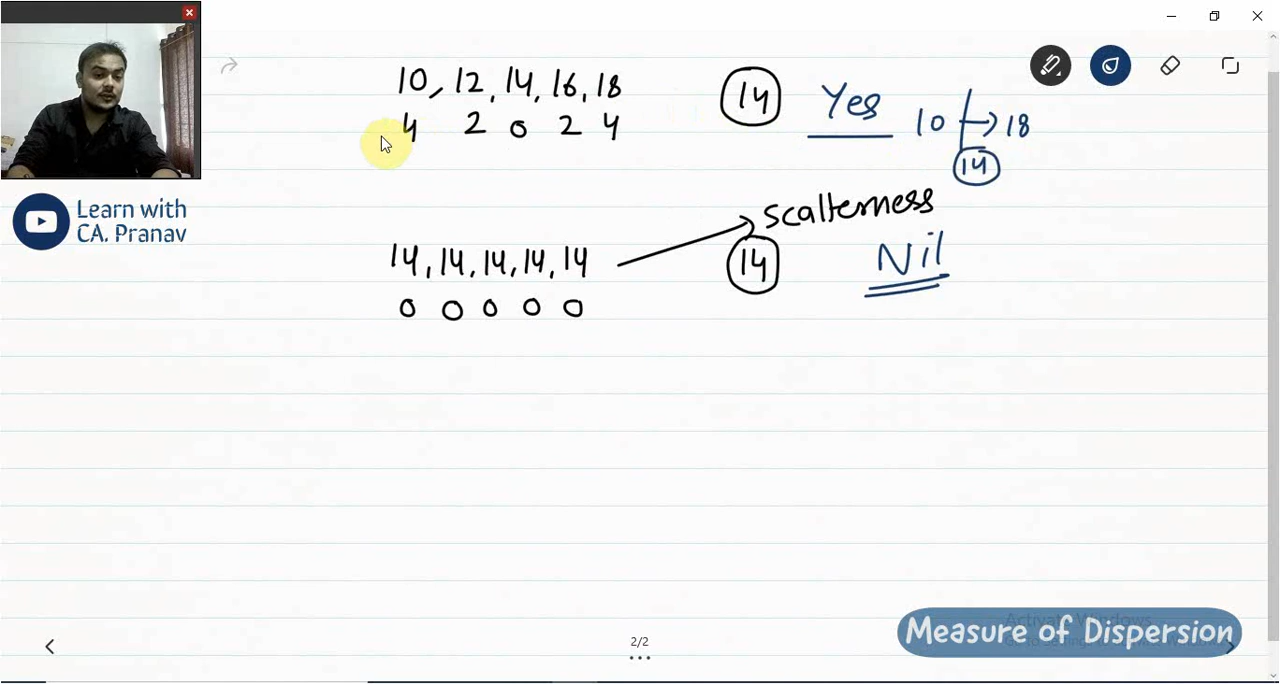 10, 12, 14, 16, 18
4 2 0 2 4
14
Yes
10 → 18
14
Learn with
CA. Pranav
scatterness
14, 14, 14, 14, 14
14
Nil
0 0 0 0 0
2/2
Measure of Dispersion